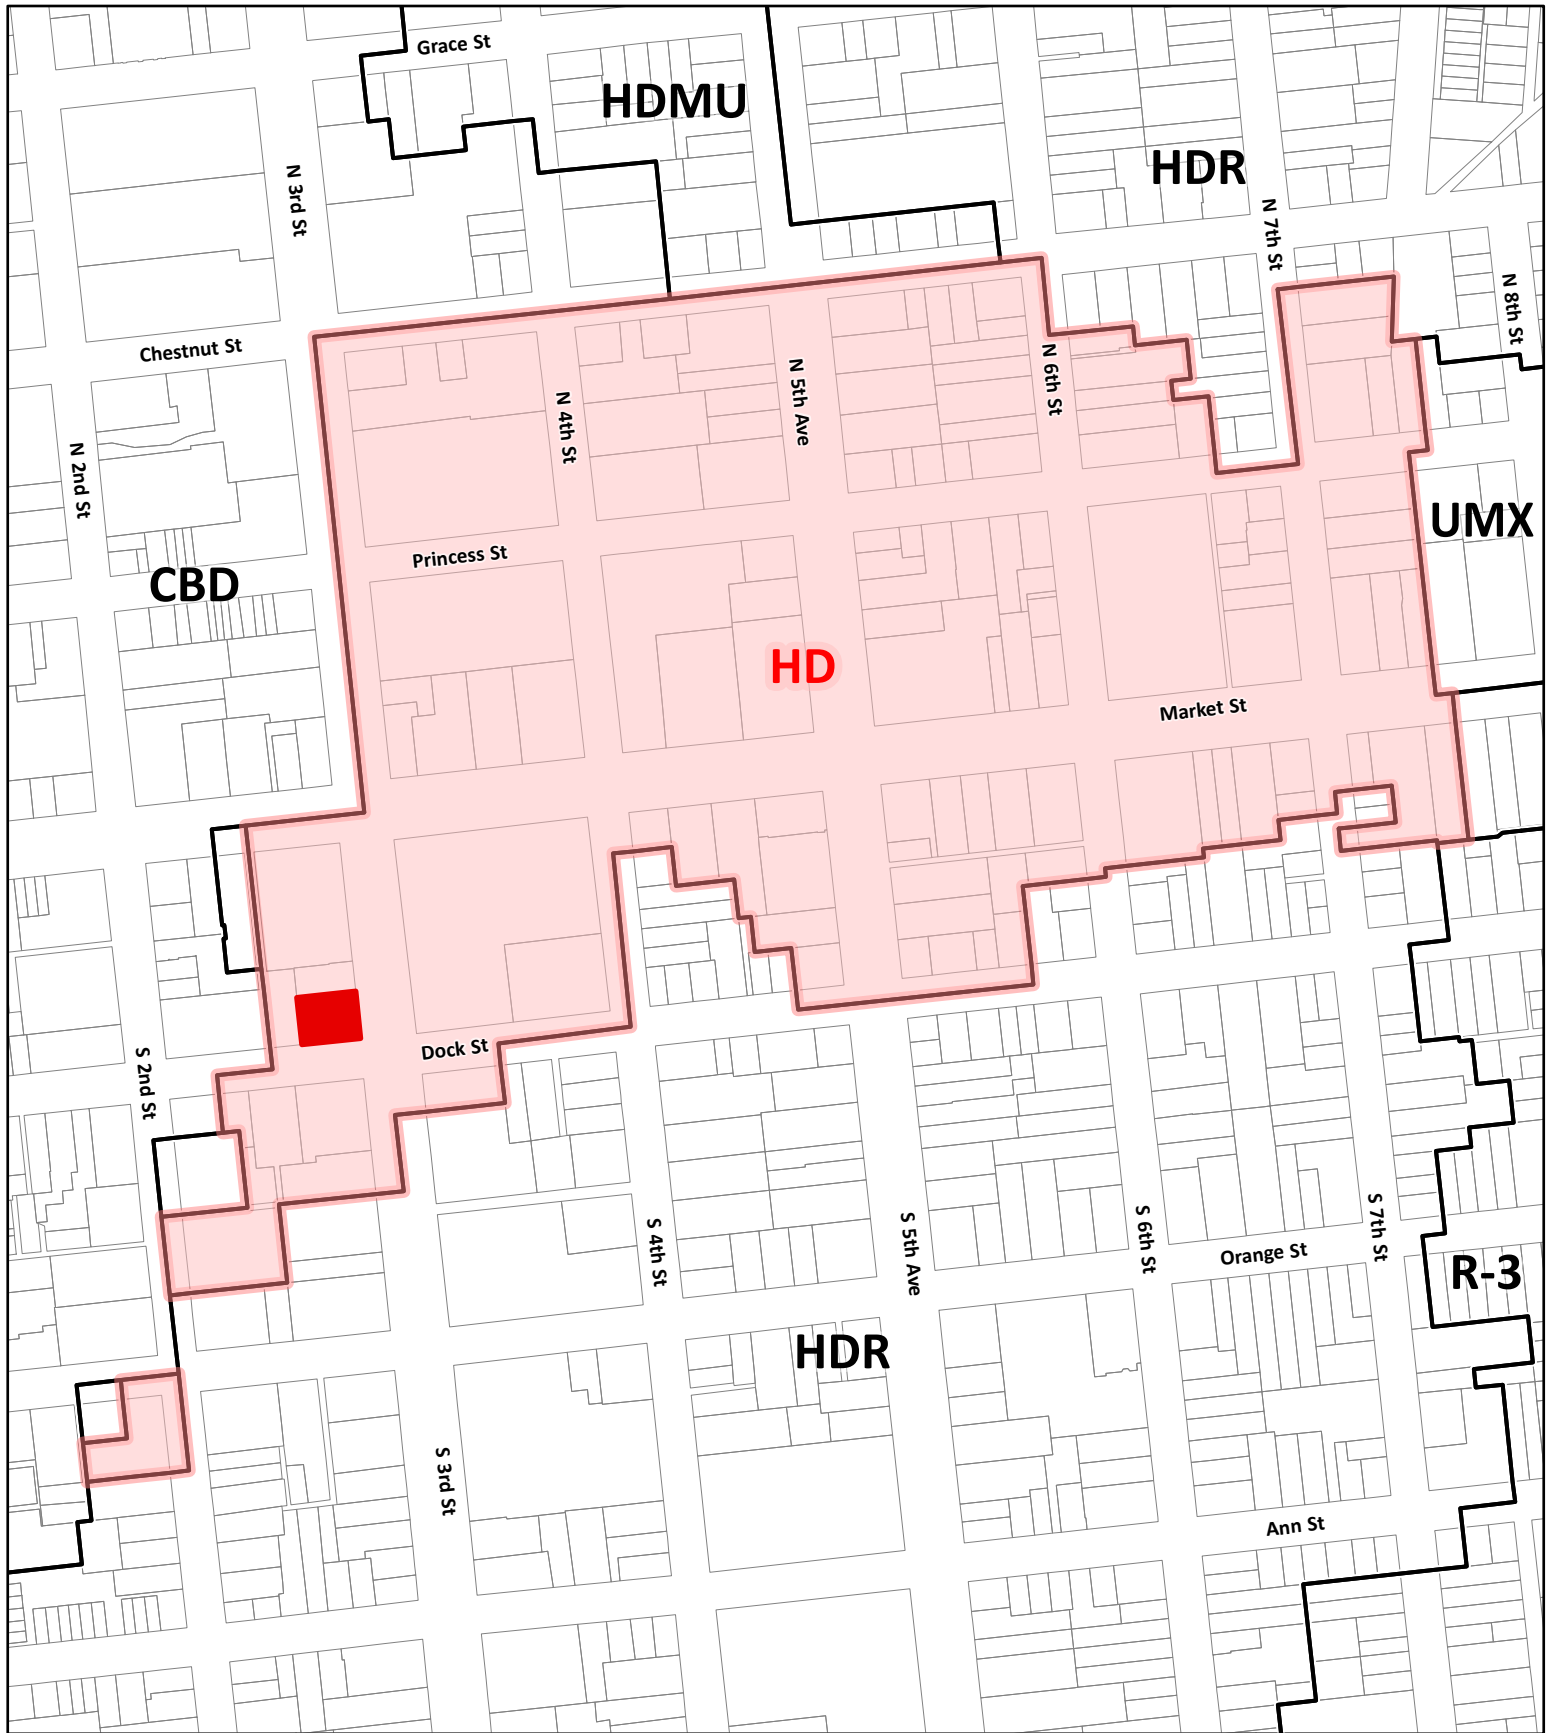 Grace St
HDMU
HDR
N 3rd St
N 7th St
N 8th St
Chestnut St
N 4th St
N 5th Ave
N 6th St
N 2nd St
UMX
Princess St
CBD
HD
Market St
Dock St
S 2nd St
S 4th St
S 5th Ave
S 6th St
S 7th St
Orange St
R-3
HDR
S 3rd St
Ann St